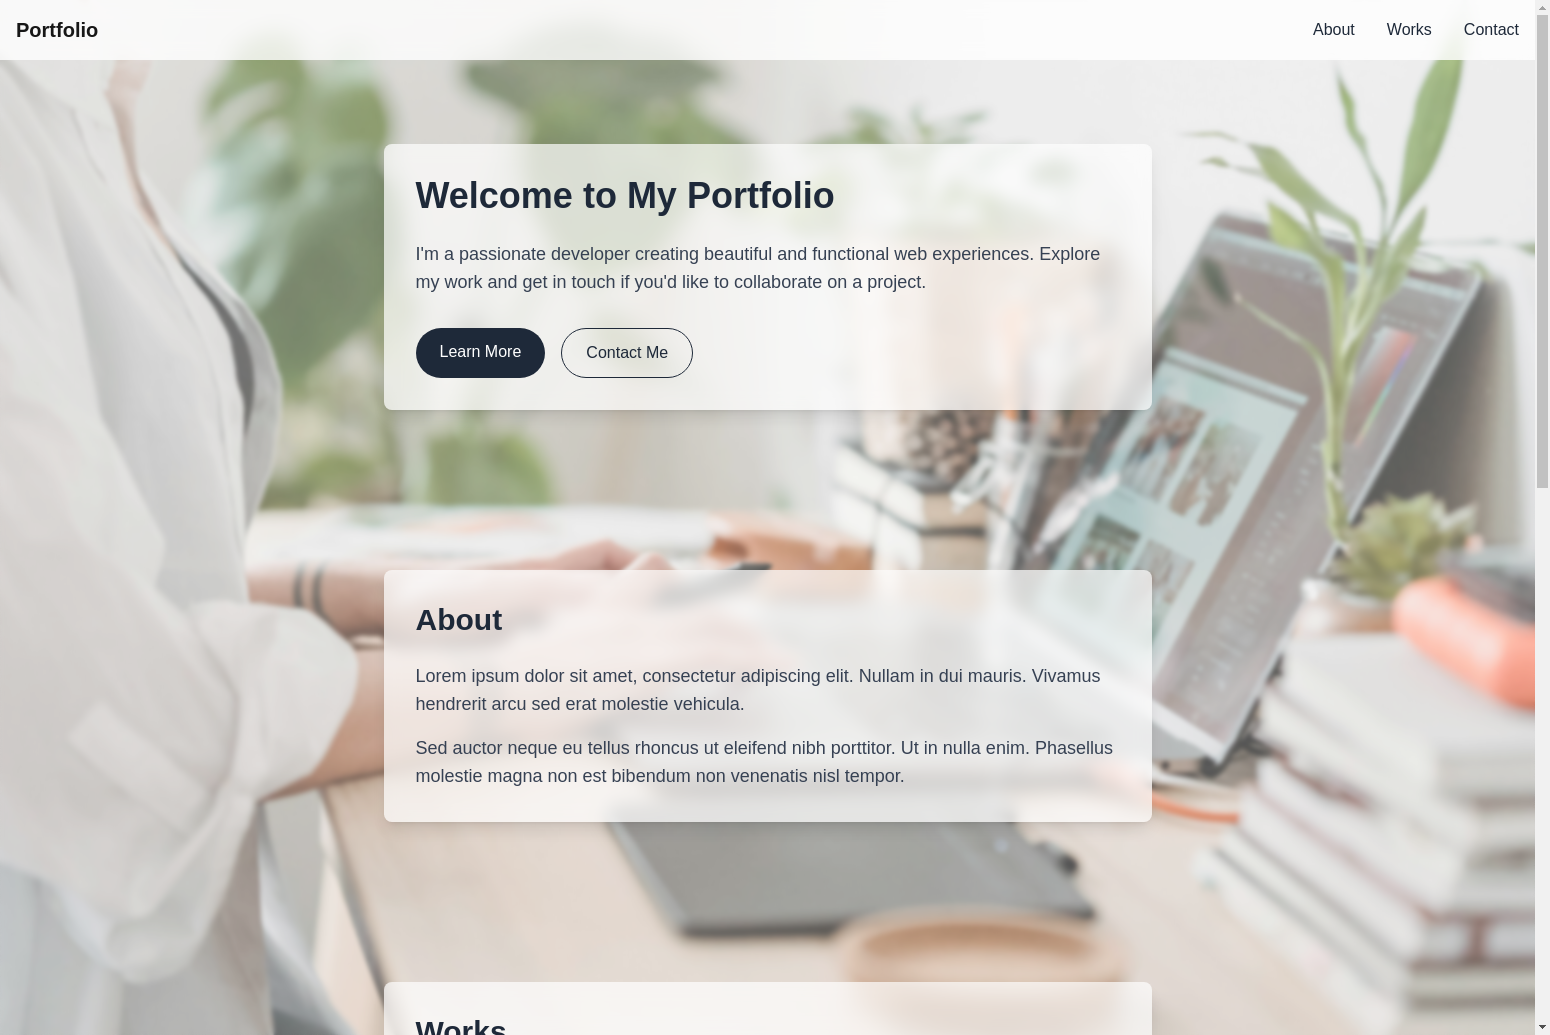 Portfolio
About
Works
Contact
Welcome to My Portfolio
I'm a passionate developer creating beautiful and functional web experiences. Explore
my work and get in touch if you'd like to collaborate on a project.
Learn More
Contact Me
About
Lorem ipsum dolor sit amet, consectetur adipiscing elit. Nullam in dui mauris. Vivamus
hendrerit arcu sed erat molestie vehicula.
Sed auctor neque eu tellus rhoncus ut eleifend nibh porttitor. Ut in nulla enim. Phasellus
molestie magna non est bibendum non venenatis nisl tempor.
Works